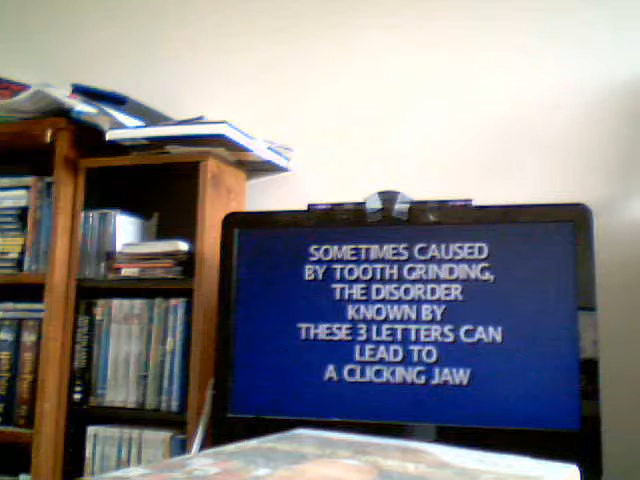 SOMETIMES CAUSED
BY TOOTH GRINDING,
THE DISORDER
KNOWN BY
THESE 3 LETTERS CAN
LEAD TO
A CLICKING JAW